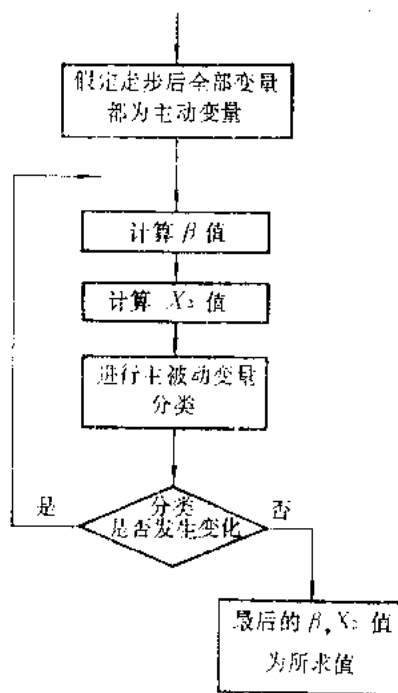 假定走步后全部变量
都为主动变量
计算 β 值
计算 X₂ 值
进行主被动变量
分类
分类
是否发生变化
是
否
最后的 β, X₂ 值
为所求值